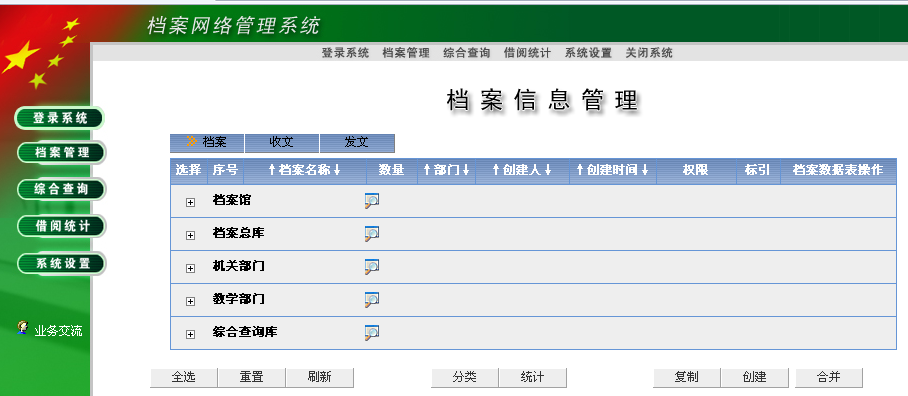 档案网络管理系统
登录系统 档案管理 综合查询 借阅统计 系统设置 关闭系统
档案信息管理
登录系统
档案管理
综合查询
借阅统计
系统设置
业务交流
档案 收文 发文
选择 序号 ↑档案名称↓ 数量 ↑部门↓ ↑创建人↓ ↑创建时间↓ 权限 标引 档案数据表操作
档案馆
档案总库
机关部门
教学部门
综合查询库
全选 重置 刷新 分类 统计 复制 创建 合并